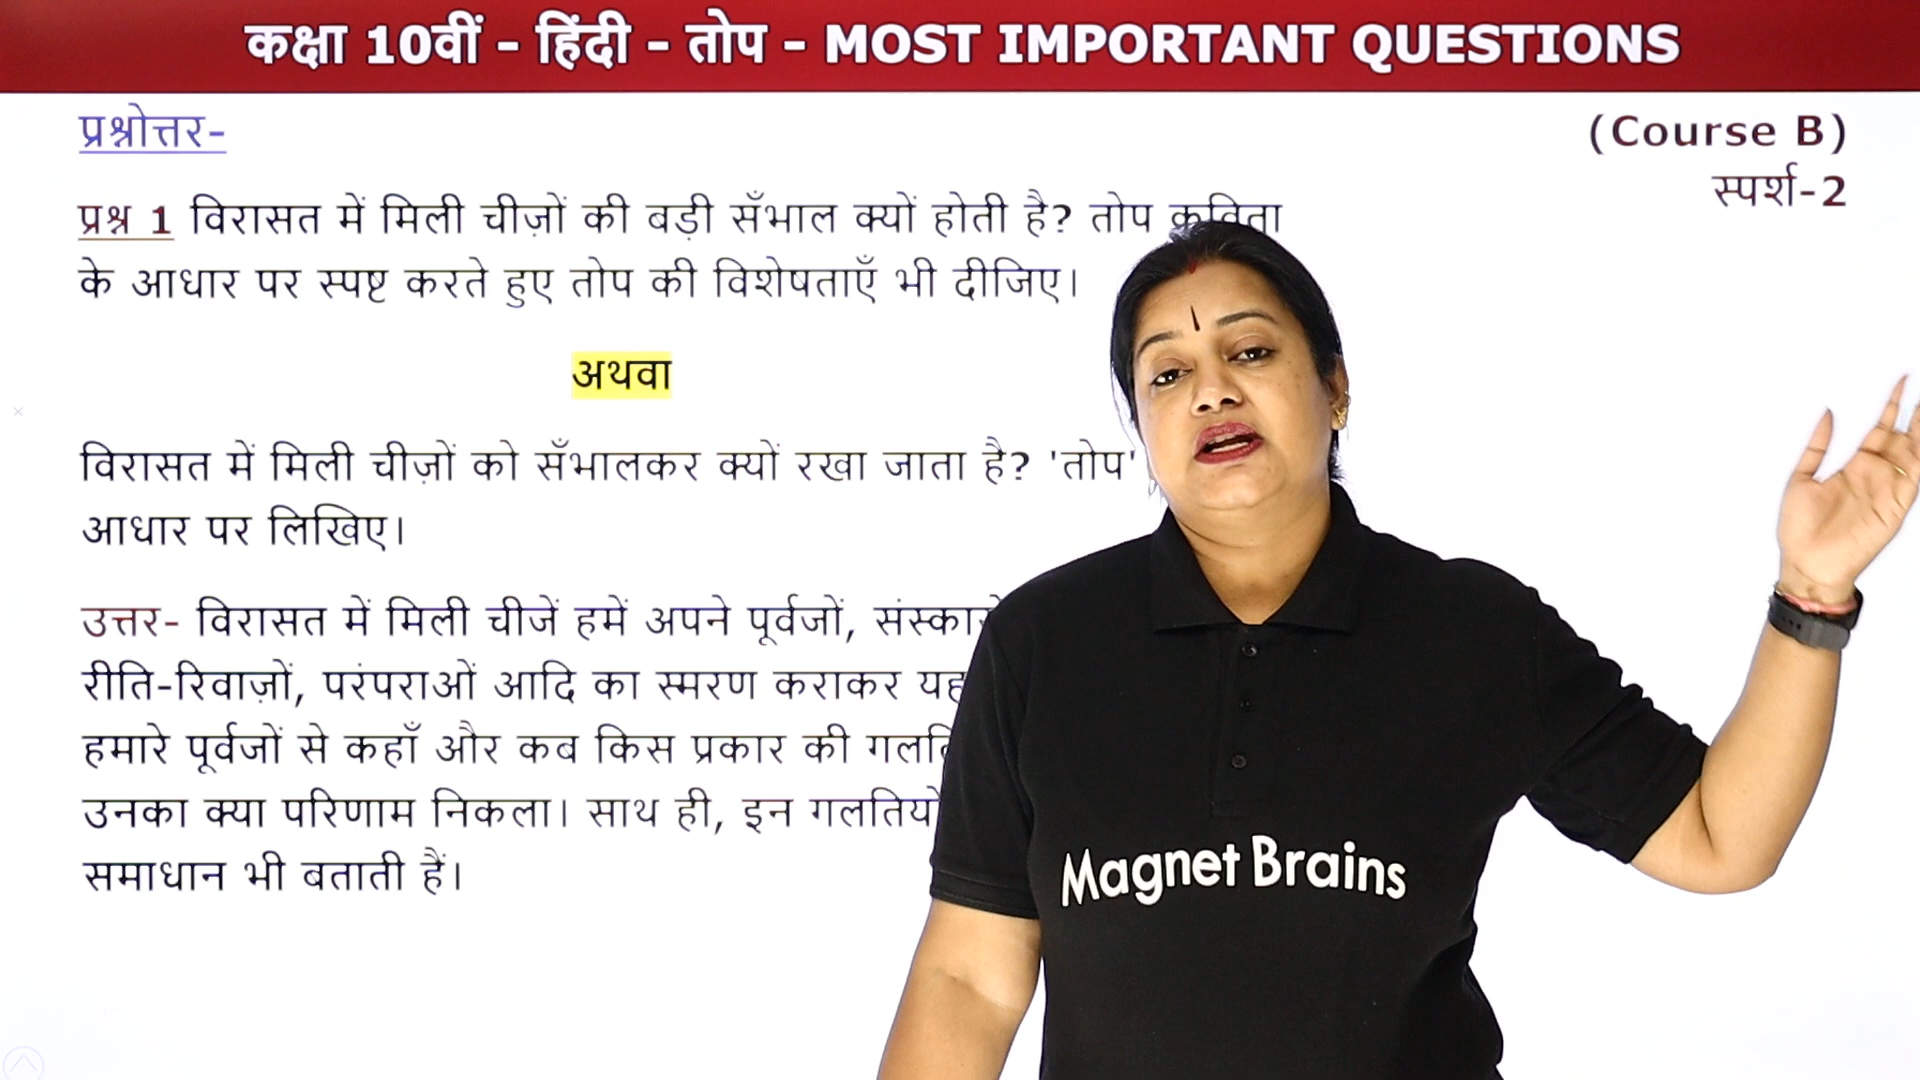 कक्षा 10वीं - हिंदी - तोप - MOST IMPORTANT QUESTIONS
प्रश्नोत्तर-
(Course B)
स्पर्श-2
प्रश्न 1 विरासत में मिली चीज़ों की बड़ी सँभाल क्यों होती है? तोप कविता
के आधार पर स्पष्ट करते हुए तोप की विशेषताएँ भी दीजिए।
अथवा
विरासत में मिली चीज़ों को सँभालकर क्यों रखा जाता है? 'तोप'
आधार पर लिखिए।
उत्तर- विरासत में मिली चीजें हमें अपने पूर्वजों,
रीति-रिवाज़ों, परंपराओं आदि का स्मरण कराकर यह
हमारे पूर्वजों से कहाँ और कब किस प्रकार की
उनका क्या परिणाम निकला। साथ ही, इन
समाधान भी बताती हैं।
Magnet Brains